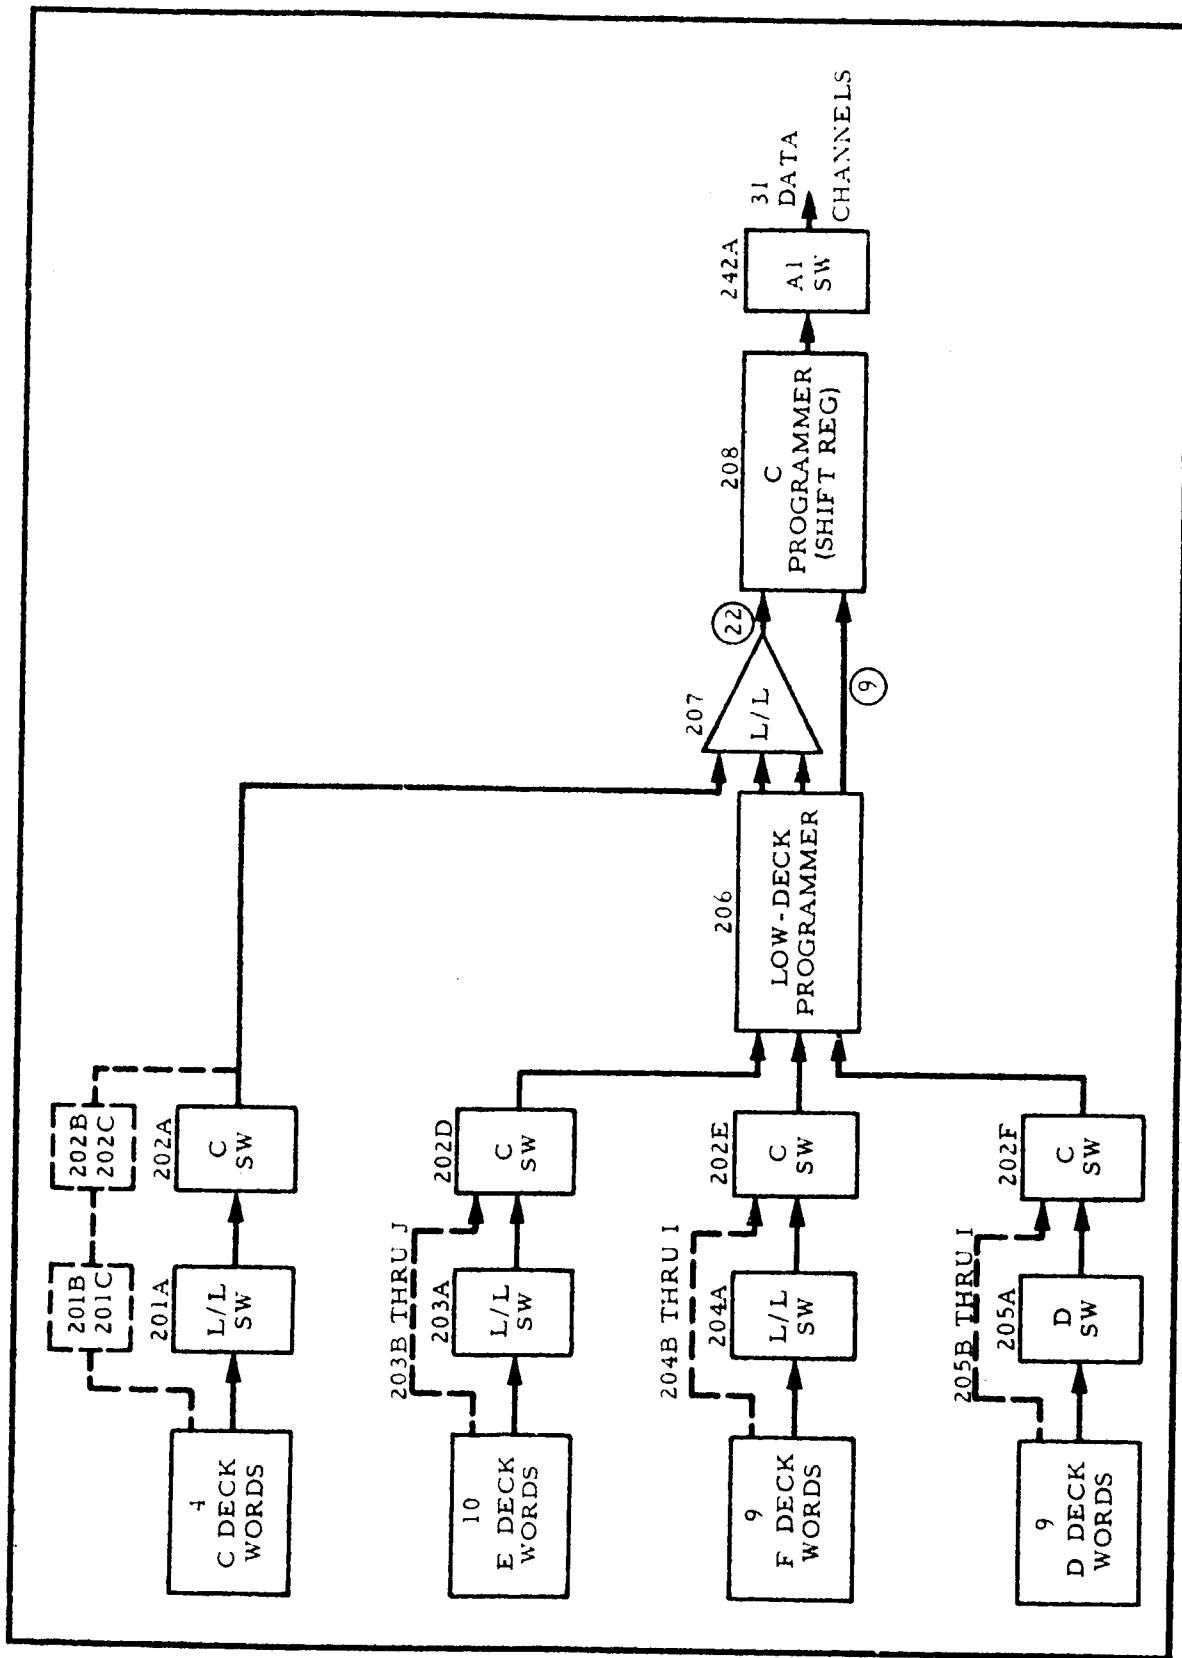 202B
202C
201B
201C
202A
C
SW
201A
L/L
SW
4
C DECK
WORDS
203B THRU J
202D
C
SW
203A
L/L
SW
10
E DECK
WORDS
204B THRU I
202E
C
SW
204A
L/L
SW
9
F DECK
WORDS
205B THRU I
202F
C
SW
205A
D
SW
9
D DECK
WORDS
206
LOW-DECK
PROGRAMMER
207
L/L
22
9
208
C
PROGRAMMER
(SHIFT REG)
242A
A1
SW
31
DATA
CHANNELS